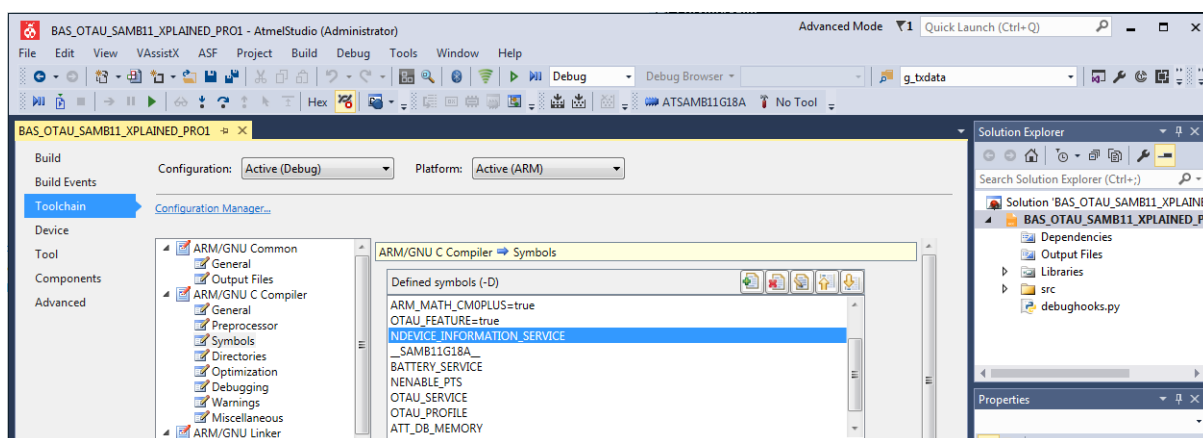 BAS_OTAU_SAMB11_XPLAINED_PRO1 - AtmelStudio (Administrator)
Advanced Mode
1
Quick Launch (Ctrl+Q)
File Edit View VAssistX ASF Project Build Debug Tools Window Help
Debug
Debug Browser
g_txdata
Hex
ATSAMB11G18A
No Tool
BAS_OTAU_SAMB11_XPLAINED_PRO1
Build
Build Events
Toolchain
Device
Tool
Components
Advanced
Configuration: Active (Debug)
Platform: Active (ARM)
Configuration Manager...
ARM/GNU Common
General
Output Files
ARM/GNU C Compiler
General
Preprocessor
Symbols
Directories
Optimization
Debugging
Warnings
Miscellaneous
ARM/GNU Linker
ARM/GNU C Compiler ➡ Symbols
Defined symbols (-D)
ARM_MATH_CM0PLUS=true
OTAU_FEATURE=true
NDEVICE_INFORMATION_SERVICE
__SAMB11G18A__
BATTERY_SERVICE
NENABLE_PTS
OTAU_SERVICE
OTAU_PROFILE
ATT_DB_MEMORY
Solution Explorer
Search Solution Explorer (Ctrl+;)
Solution 'BAS_OTAU_SAMB11_XPLAINE
BAS_OTAU_SAMB11_XPLAINED_P
Dependencies
Output Files
Libraries
src
debughooks.py
Properties